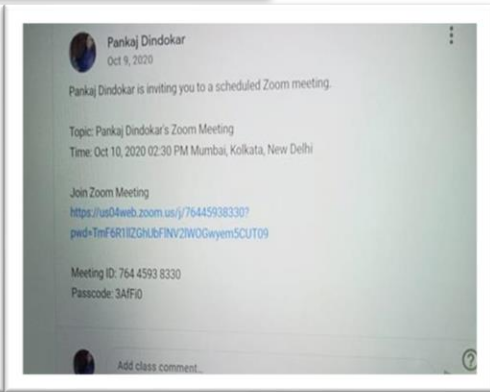 Pankaj Dindokar
Oct 9, 2020
Pankaj Dindokar is inviting you to a scheduled Zoom meeting.
Topic: Pankaj Dindokar's Zoom Meeting
Time: Oct 10, 2020 02:30 PM Mumbai, Kolkata, New Delhi
Join Zoom Meeting
https://us04web.zoom.us/j/76445938330?
Meeting ID: 764 4593 8330
Passcode: 3AfFi0
Add class comment...